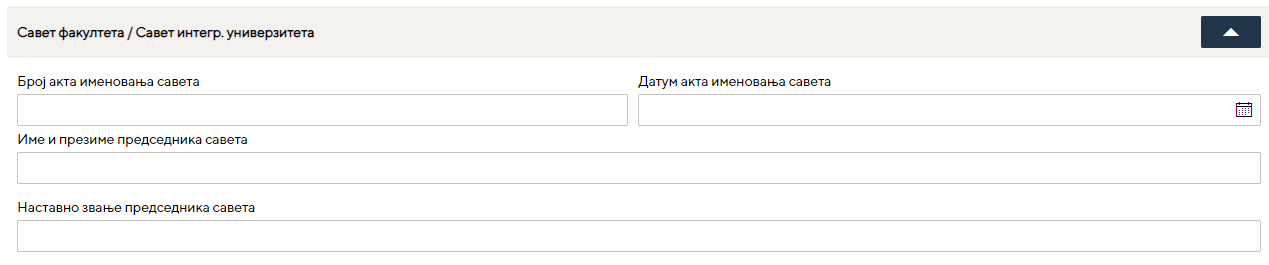 Савет факултета / Савет интегр. универзитета
Број акта именовања савета
Датум акта именовања савета
Име и презиме председника савета
Наставно звање председника савета